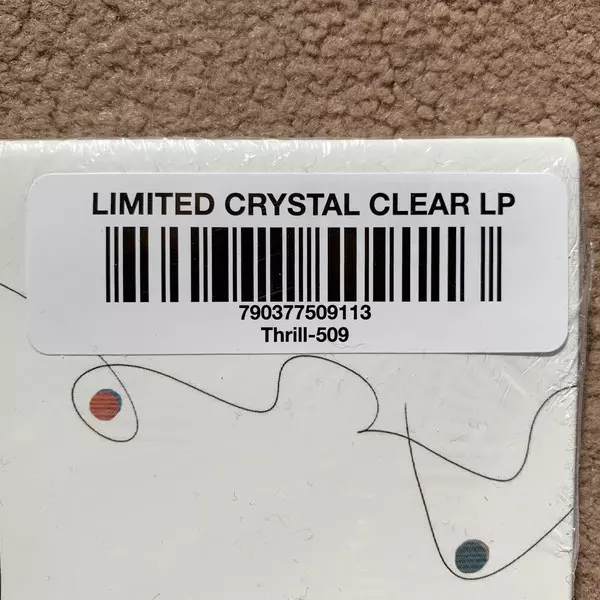 LIMITED CRYSTAL CLEAR LP
790377509113
Thrill-509